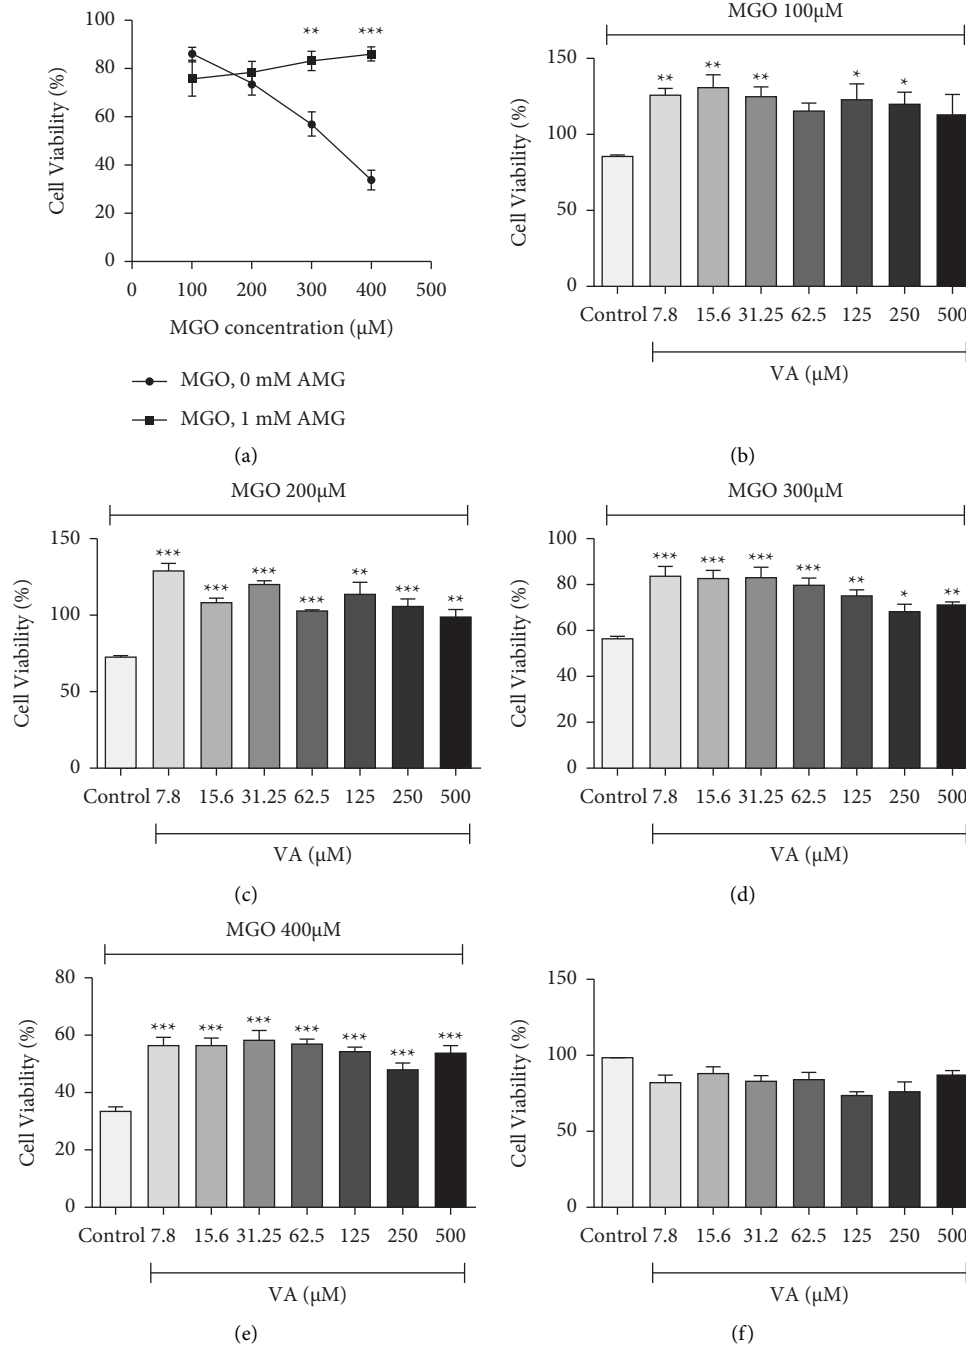 100
80
60
40
20
0
Cell Viability (%)
** ***
0 100 200 300 400 500
MGO concentration (µM)
MGO, 0 mM AMG
MGO, 1 mM AMG
(a)
MGO 100µM
150
100
50
0
Cell Viability (%)
** ** ** * *
Control 7.8 15.6 31.25 62.5 125 250 500
VA (µM)
(b)
MGO 200µM
150
100
50
0
Cell Viability (%)
*** *** *** *** ** *** **
Control 7.8 15.6 31.25 62.5 125 250 500
VA (µM)
(c)
MGO 300µM
100
80
60
40
20
0
Cell Viability (%)
*** *** *** *** ** * **
Control 7.8 15.6 31.25 62.5 125 250 500
VA (µM)
(d)
MGO 400µM
80
60
40
20
0
Cell Viability (%)
*** *** *** *** *** *** ***
Control 7.8 15.6 31.25 62.5 125 250 500
VA (µM)
(e)
150
100
50
0
Cell Viability (%)
Control 7.8 15.6 31.2 62.5 125 250 500
VA (µM)
(f)